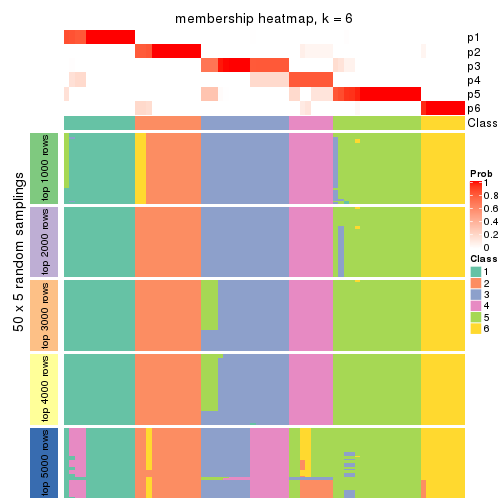 membership heatmap, k = 6
p1
p2
p3
p4
p5
p6
Class
50 x 5 random samplings
top 1000 rows
top 2000 rows
top 3000 rows
top 4000 rows
top 5000 rows
Prob
1
0.8
0.6
0.4
0.2
0
Class
1
2
3
4
5
6